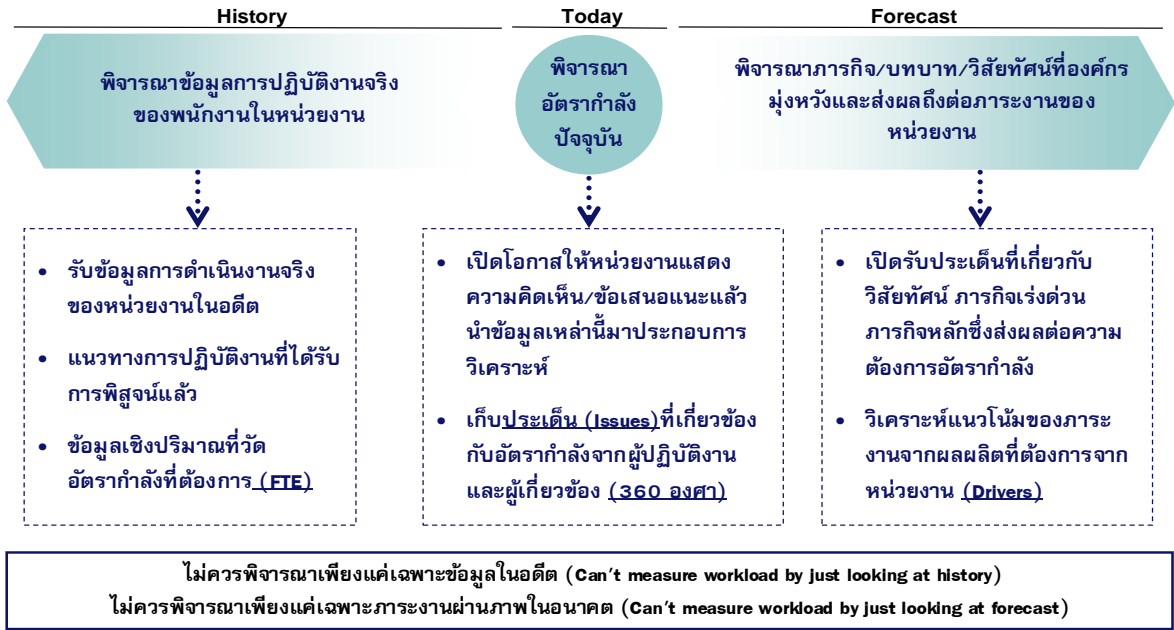 History
Today
Forecast
พิจารณาข้อมูลการปฏิบัติงานจริง
ของพนักงานในหน่วยงาน
พิจารณา
อัตรากำลัง
ปัจจุบัน
พิจารณาภารกิจ/บทบาท/วิสัยทัศน์ที่องค์กร
มุ่งหวังและส่งผลถึงต่อภาระงานของ
หน่วยงาน
• รับข้อมูลการดำเนินงานจริง
ของหน่วยงานในอดีต
• แนวทางการปฏิบัติงานที่ได้รับ
การพิสูจน์แล้ว
• ข้อมูลเชิงปริมาณที่วัด
อัตรากำลังที่ต้องการ (FTE)
• เปิดโอกาสให้หน่วยงานแสดง
ความคิดเห็น/ข้อเสนอแนะแล้ว
นำข้อมูลเหล่านี้มาประกอบการ
วิเคราะห์
• เก็บประเด็น (Issues)ที่เกี่ยวข้อง
กับอัตรากำลังจากผู้ปฏิบัติงาน
และผู้เกี่ยวข้อง (360 องศา)
• เปิดรับประเด็นที่เกี่ยวกับ
วิสัยทัศน์ ภารกิจเร่งด่วน
ภารกิจหลักซึ่งส่งผลต่อความ
ต้องการอัตรากำลัง
• วิเคราะห์แนวโน้มของภาระ
งานจากผลผลิตที่ต้องการจาก
หน่วยงาน (Drivers)
ไม่ควรพิจารณาเพียงแค่เฉพาะข้อมูลในอดีต (Can't measure workload by just looking at history)
ไม่ควรพิจารณาเพียงแค่เฉพาะภาระงานผ่านภาพในอนาคต (Can't measure workload by just looking at forecast)